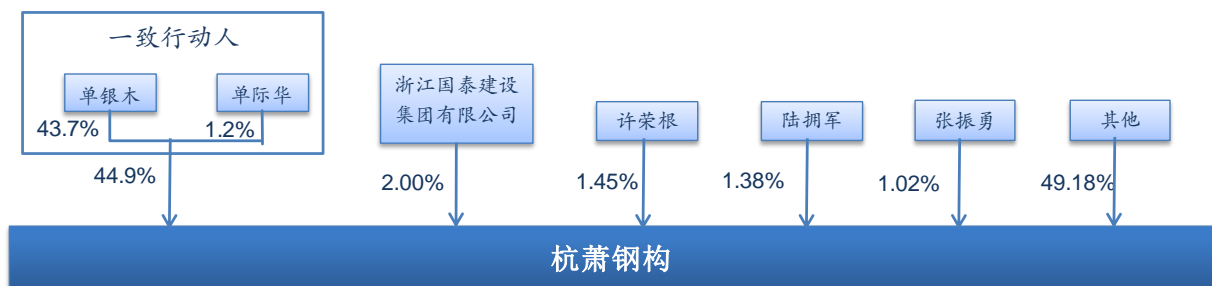 一致行动人
单银木
单际华
43.7%
1.2%
44.9%
浙江国泰建设
集团有限公司
2.00%
许荣根
1.45%
陆拥军
1.38%
张振勇
1.02%
其他
49.18%
杭萧钢构